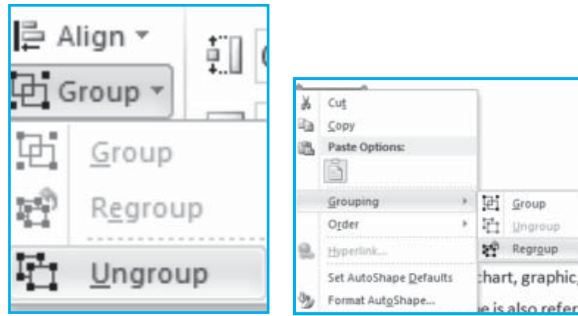 Align
Group
Group
Regroup
Ungroup
Cut
Copy
Paste Options:
Grouping
Order
Hyperlink...
Set AutoShape Defaults
Format AutoShape...
Group
Ungroup
Regroup
chart, graphic,
is also refer